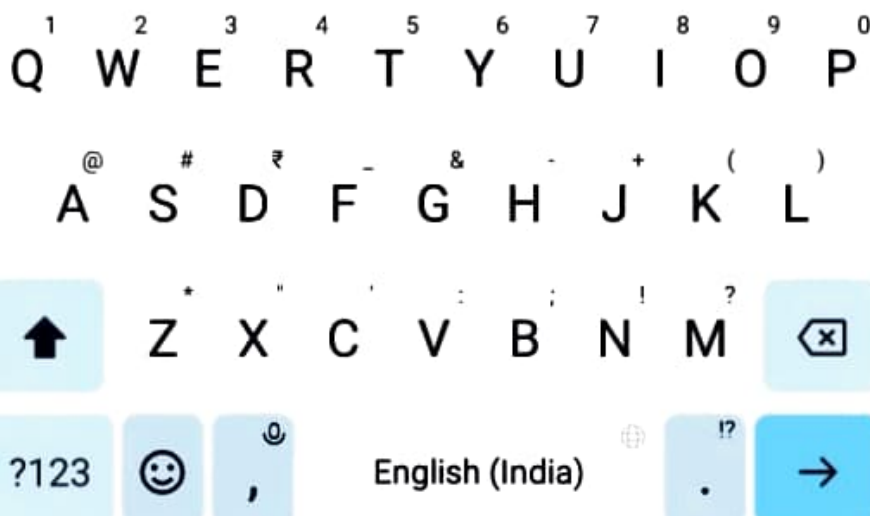 1 2 3 4 5 6 7 8 9 0
Q W E R T Y U I O P
@ # ₹ _ & - + ( )
A S D F G H J K L
* " ' : ; ! ?
Z X C V B N M
!?
?123 , English (India) .